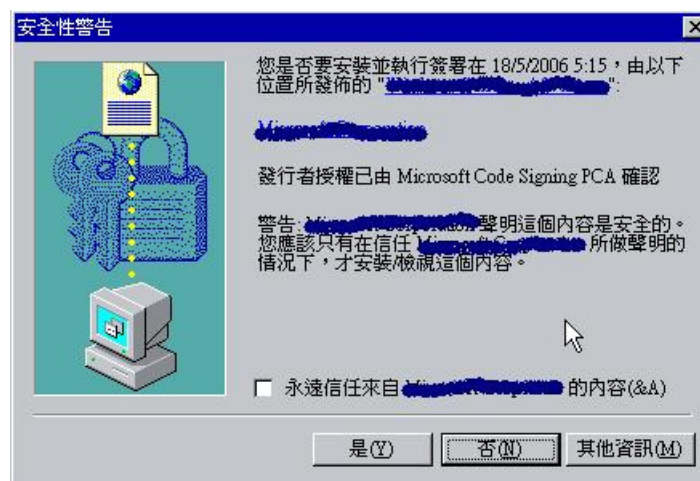 安全性警告
您是否要安裝並執行簽署在 18/5/2006 5:15，由以下
位置所發佈的 "":
發行者授權已由 Microsoft Code Signing PCA 確認
警告: 聲明這個內容是安全的。
您應該只有在信任 所做聲明的
情況下，才安裝/檢視這個內容。
永遠信任來自 的內容(&A)
是(Y) 否(N) 其他資訊(M)